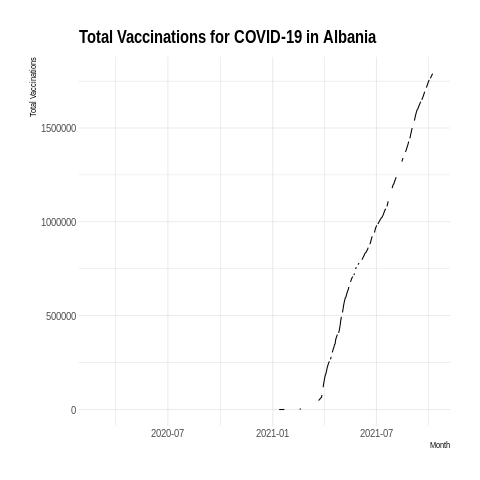 Total Vaccinations for COVID-19 in Albania
Total Vaccinations
1500000
1000000
500000
0
2020-07
2021-01
2021-07
Month